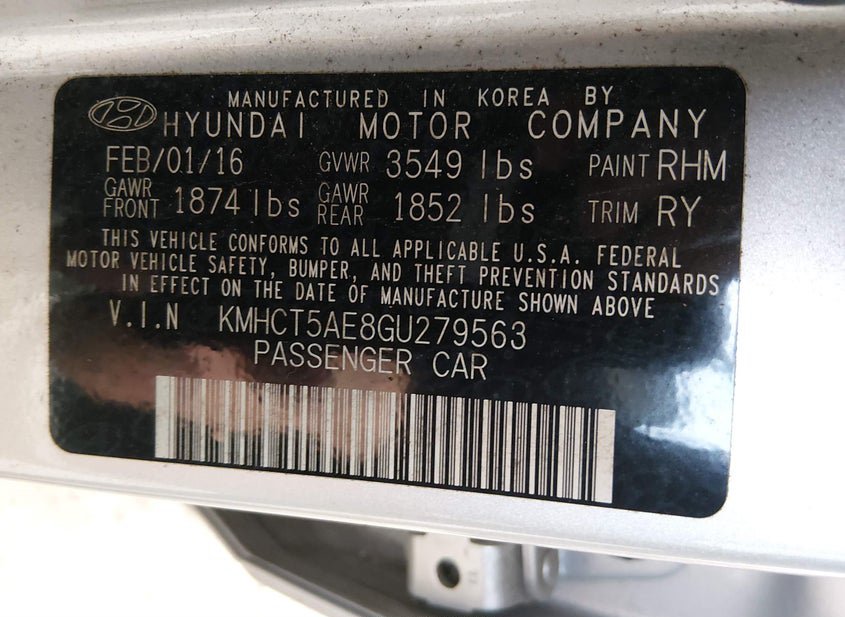 MANUFACTURED IN KOREA BY
HYUNDAI MOTOR COMPANY
FEB/01/16 GVWR 3549 lbs PAINT RHM
GAWR FRONT 1874 lbs GAWR REAR 1852 lbs TRIM RY
THIS VEHICLE CONFORMS TO ALL APPLICABLE U.S.A. FEDERAL
MOTOR VEHICLE SAFETY, BUMPER, AND THEFT PREVENTION STANDARDS
IN EFFECT ON THE DATE OF MANUFACTURE SHOWN ABOVE
V.I.N KMHCT5AE8GU279563
PASSENGER CAR